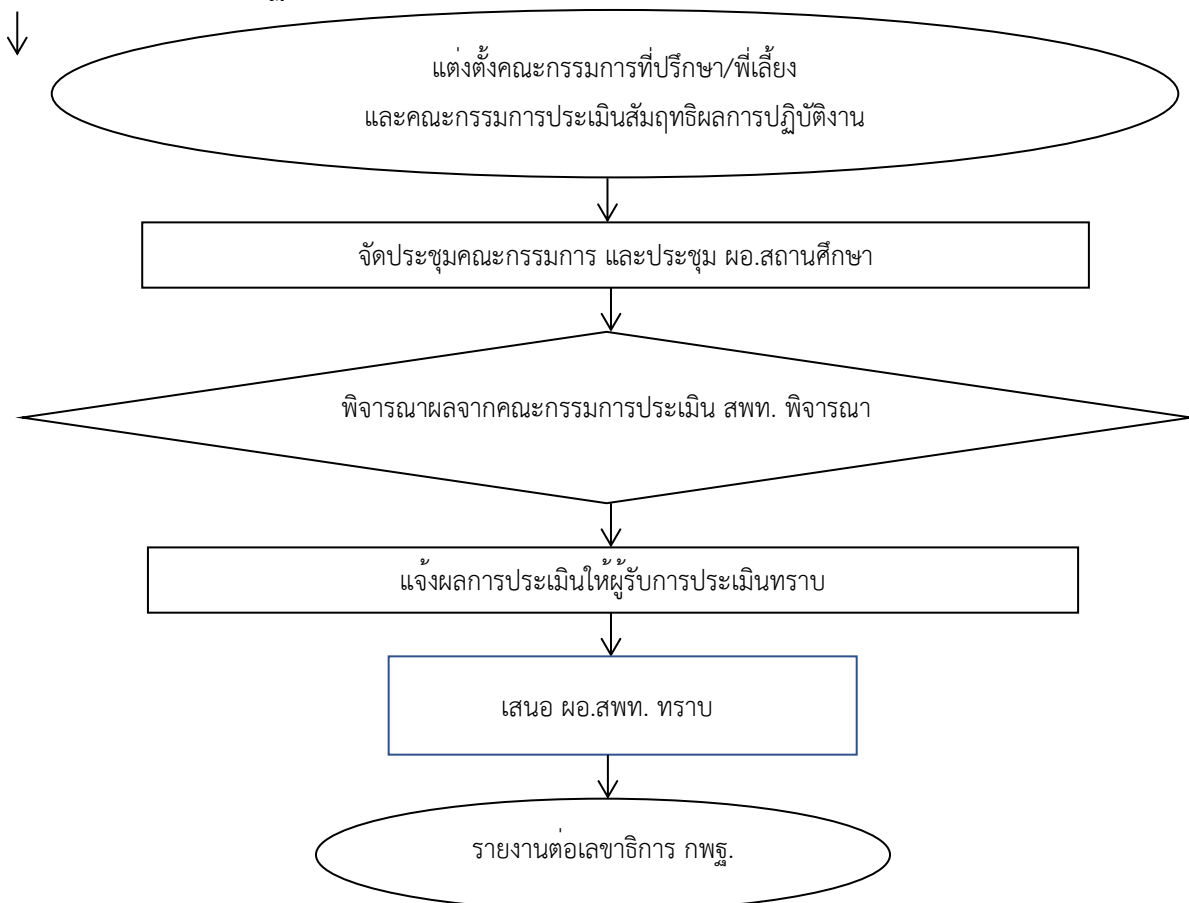 แต่งตั้งคณะกรรมการที่ปรึกษา/พี่เลี้ยง
และคณะกรรมการประเมินสัมฤทธิผลการปฏิบัติงาน
จัดประชุมคณะกรรมการ และประชุม ผอ.สถานศึกษา
พิจารณาผลจากคณะกรรมการประเมิน สพท. พิจารณา
แจ้งผลการประเมินให้ผู้รับการประเมินทราบ
เสนอ ผอ.สพท. ทราบ
รายงานต่อเลขาธิการ กพฐ.